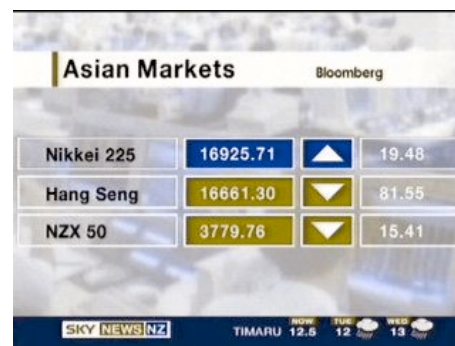 Asian Markets Bloomberg
Nikkei 225 16925.71 19.48
Hang Seng 16661.30 81.55
NZX 50 3779.76 15.41
SKY NEWS NZ TIMARU NOW 12.5 TUE 12 WED 13